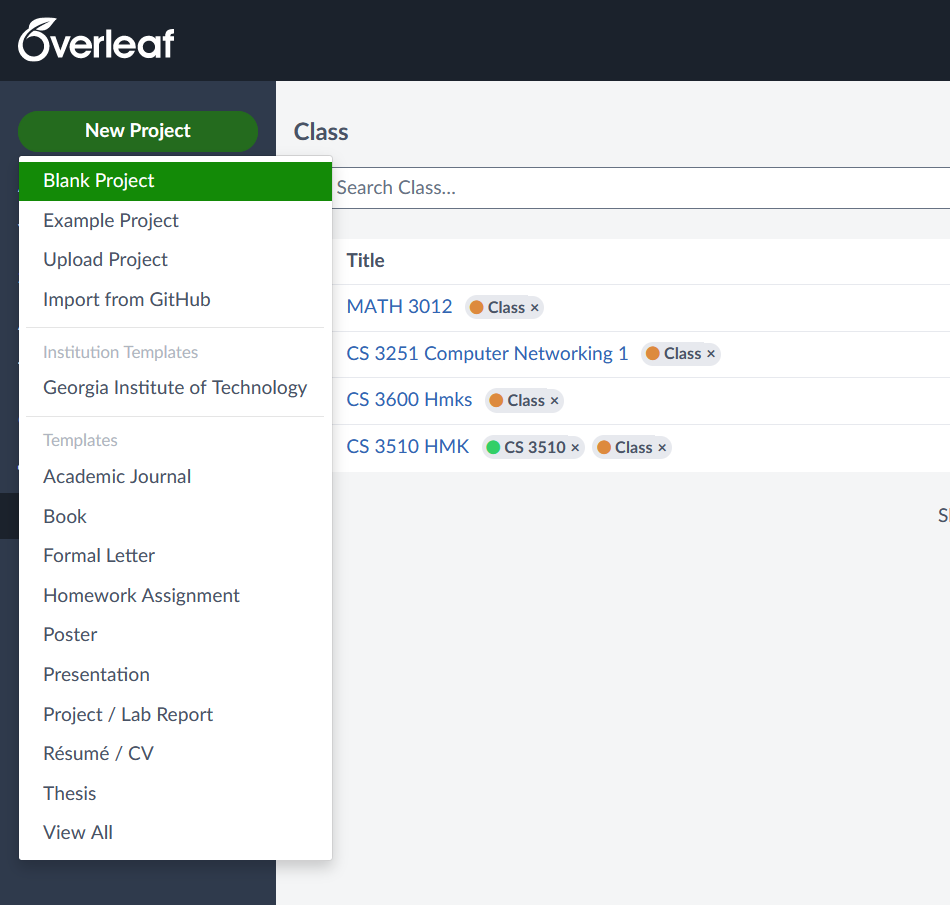 Overleaf
New Project
Blank Project
Example Project
Upload Project
Import from GitHub
Institution Templates
Georgia Institute of Technology
Templates
Academic Journal
Book
Formal Letter
Homework Assignment
Poster
Presentation
Project / Lab Report
Résumé / CV
Thesis
View All
Class
Search Class...
Title
MATH 3012 Class ×
CS 3251 Computer Networking 1 Class ×
CS 3600 Hmks Class ×
CS 3510 HMK CS 3510 × Class ×